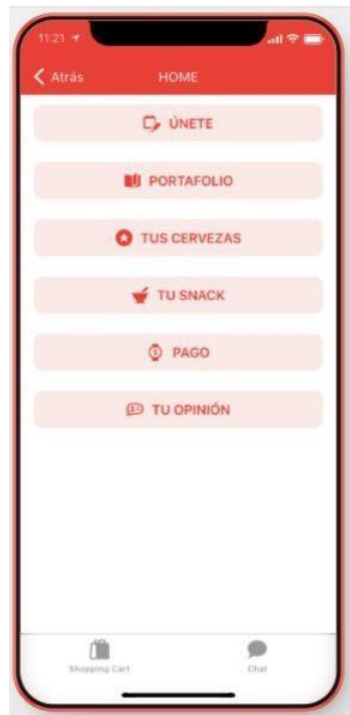 11:21
Atrás
HOME
ÚNETE
PORTAFOLIO
TUS CERVEZAS
TU SNACK
PAGO
TU OPINIÓN
Shopping Cart
Chat